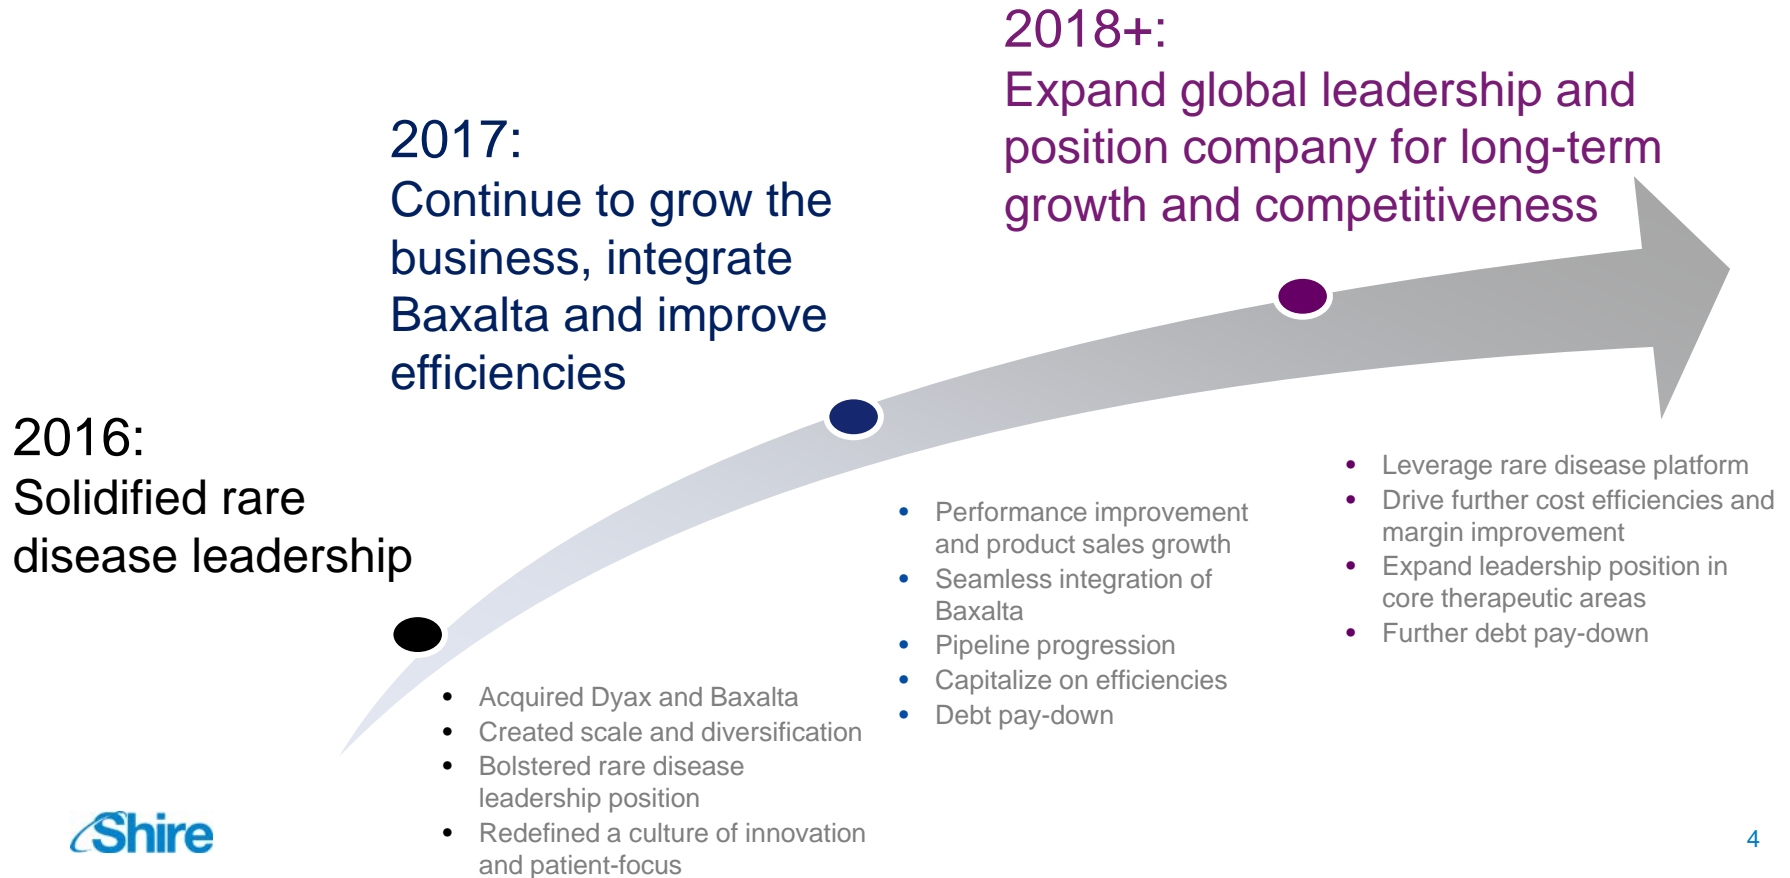 2016:
Solidified rare
disease leadership
2017:
Continue to grow the
business, integrate
Baxalta and improve
efficiencies
2018+:
Expand global leadership and
position company for long-term
growth and competitiveness
• Acquired Dyax and Baxalta
• Created scale and diversification
• Bolstered rare disease
leadership position
• Redefined a culture of innovation
and patient-focus
• Performance improvement
and product sales growth
• Seamless integration of
Baxalta
• Pipeline progression
• Capitalize on efficiencies
• Debt pay-down
• Leverage rare disease platform
• Drive further cost efficiencies and
margin improvement
• Expand leadership position in
core therapeutic areas
• Further debt pay-down
Shire
4